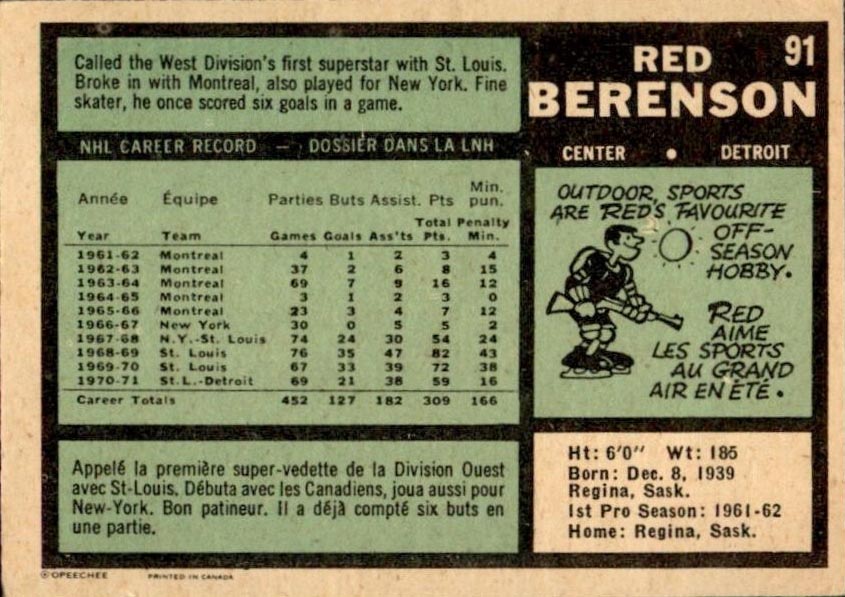 Called the West Division's first superstar with St. Louis.
Broke in with Montreal, also played for New York. Fine
skater, he once scored six goals in a game.
RED 91
BERENSON
CENTER • DETROIT
NHL CAREER RECORD — DOSSIER DANS LA LNH
Année Équipe Parties Buts Assist. Pts Min. pun.
Year Team Games Goals Ass'ts Total Pts. Penalty Min.
1961-62 Montreal 4 1 2 3 4
1962-63 Montreal 37 2 6 8 15
1963-64 Montreal 69 7 9 16 12
1964-65 Montreal 3 1 2 3 0
1965-66 Montreal 23 3 4 7 12
1966-67 New York 30 0 5 5 2
1967-68 N.Y.-St. Louis 74 24 30 54 24
1968-69 St. Louis 76 35 47 82 43
1969-70 St. Louis 67 33 39 72 38
1970-71 St.L.-Detroit 69 21 38 59 16
Career Totals 452 127 182 309 166
OUTDOOR SPORTS
ARE RED'S FAVOURITE
OFF-
SEASON
HOBBY.
RED
AIME
LES SPORTS
AU GRAND
AIR EN ÉTÉ.
Appelé la première super-vedette de la Division Ouest
avec St-Louis. Débuta avec les Canadiens, joua aussi pour
New-York. Bon patineur. Il a déjà compté six buts en
une partie.
Ht: 6'0" Wt: 185
Born: Dec. 8, 1939
Regina, Sask.
1st Pro Season: 1961-62
Home: Regina, Sask.
© OPEECHEE PRINTED IN CANADA